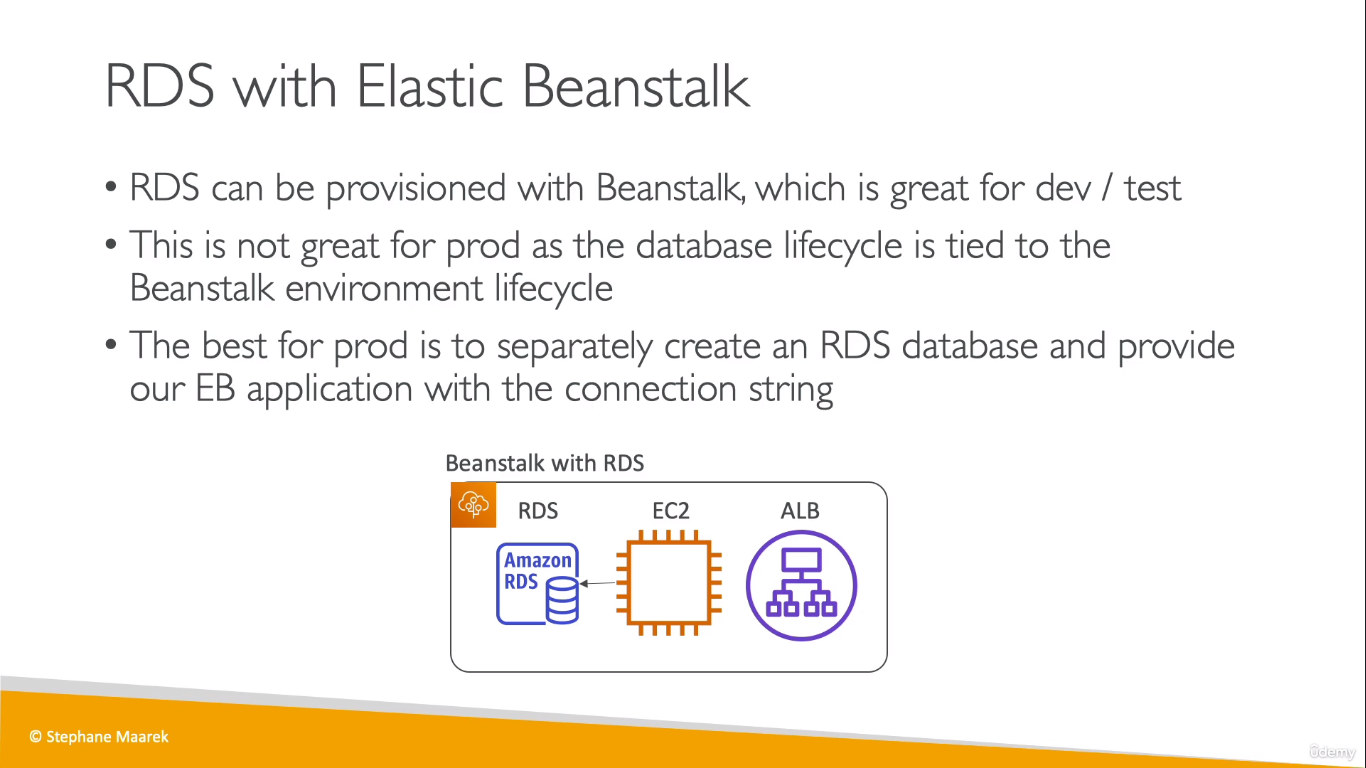 RDS with Elastic Beanstalk
• RDS can be provisioned with Beanstalk, which is great for dev / test
• This is not great for prod as the database lifecycle is tied to the
Beanstalk environment lifecycle
• The best for prod is to separately create an RDS database and provide
our EB application with the connection string
Beanstalk with RDS
RDS
EC2
ALB
Amazon
RDS
© Stephane Maarek
ûdemy